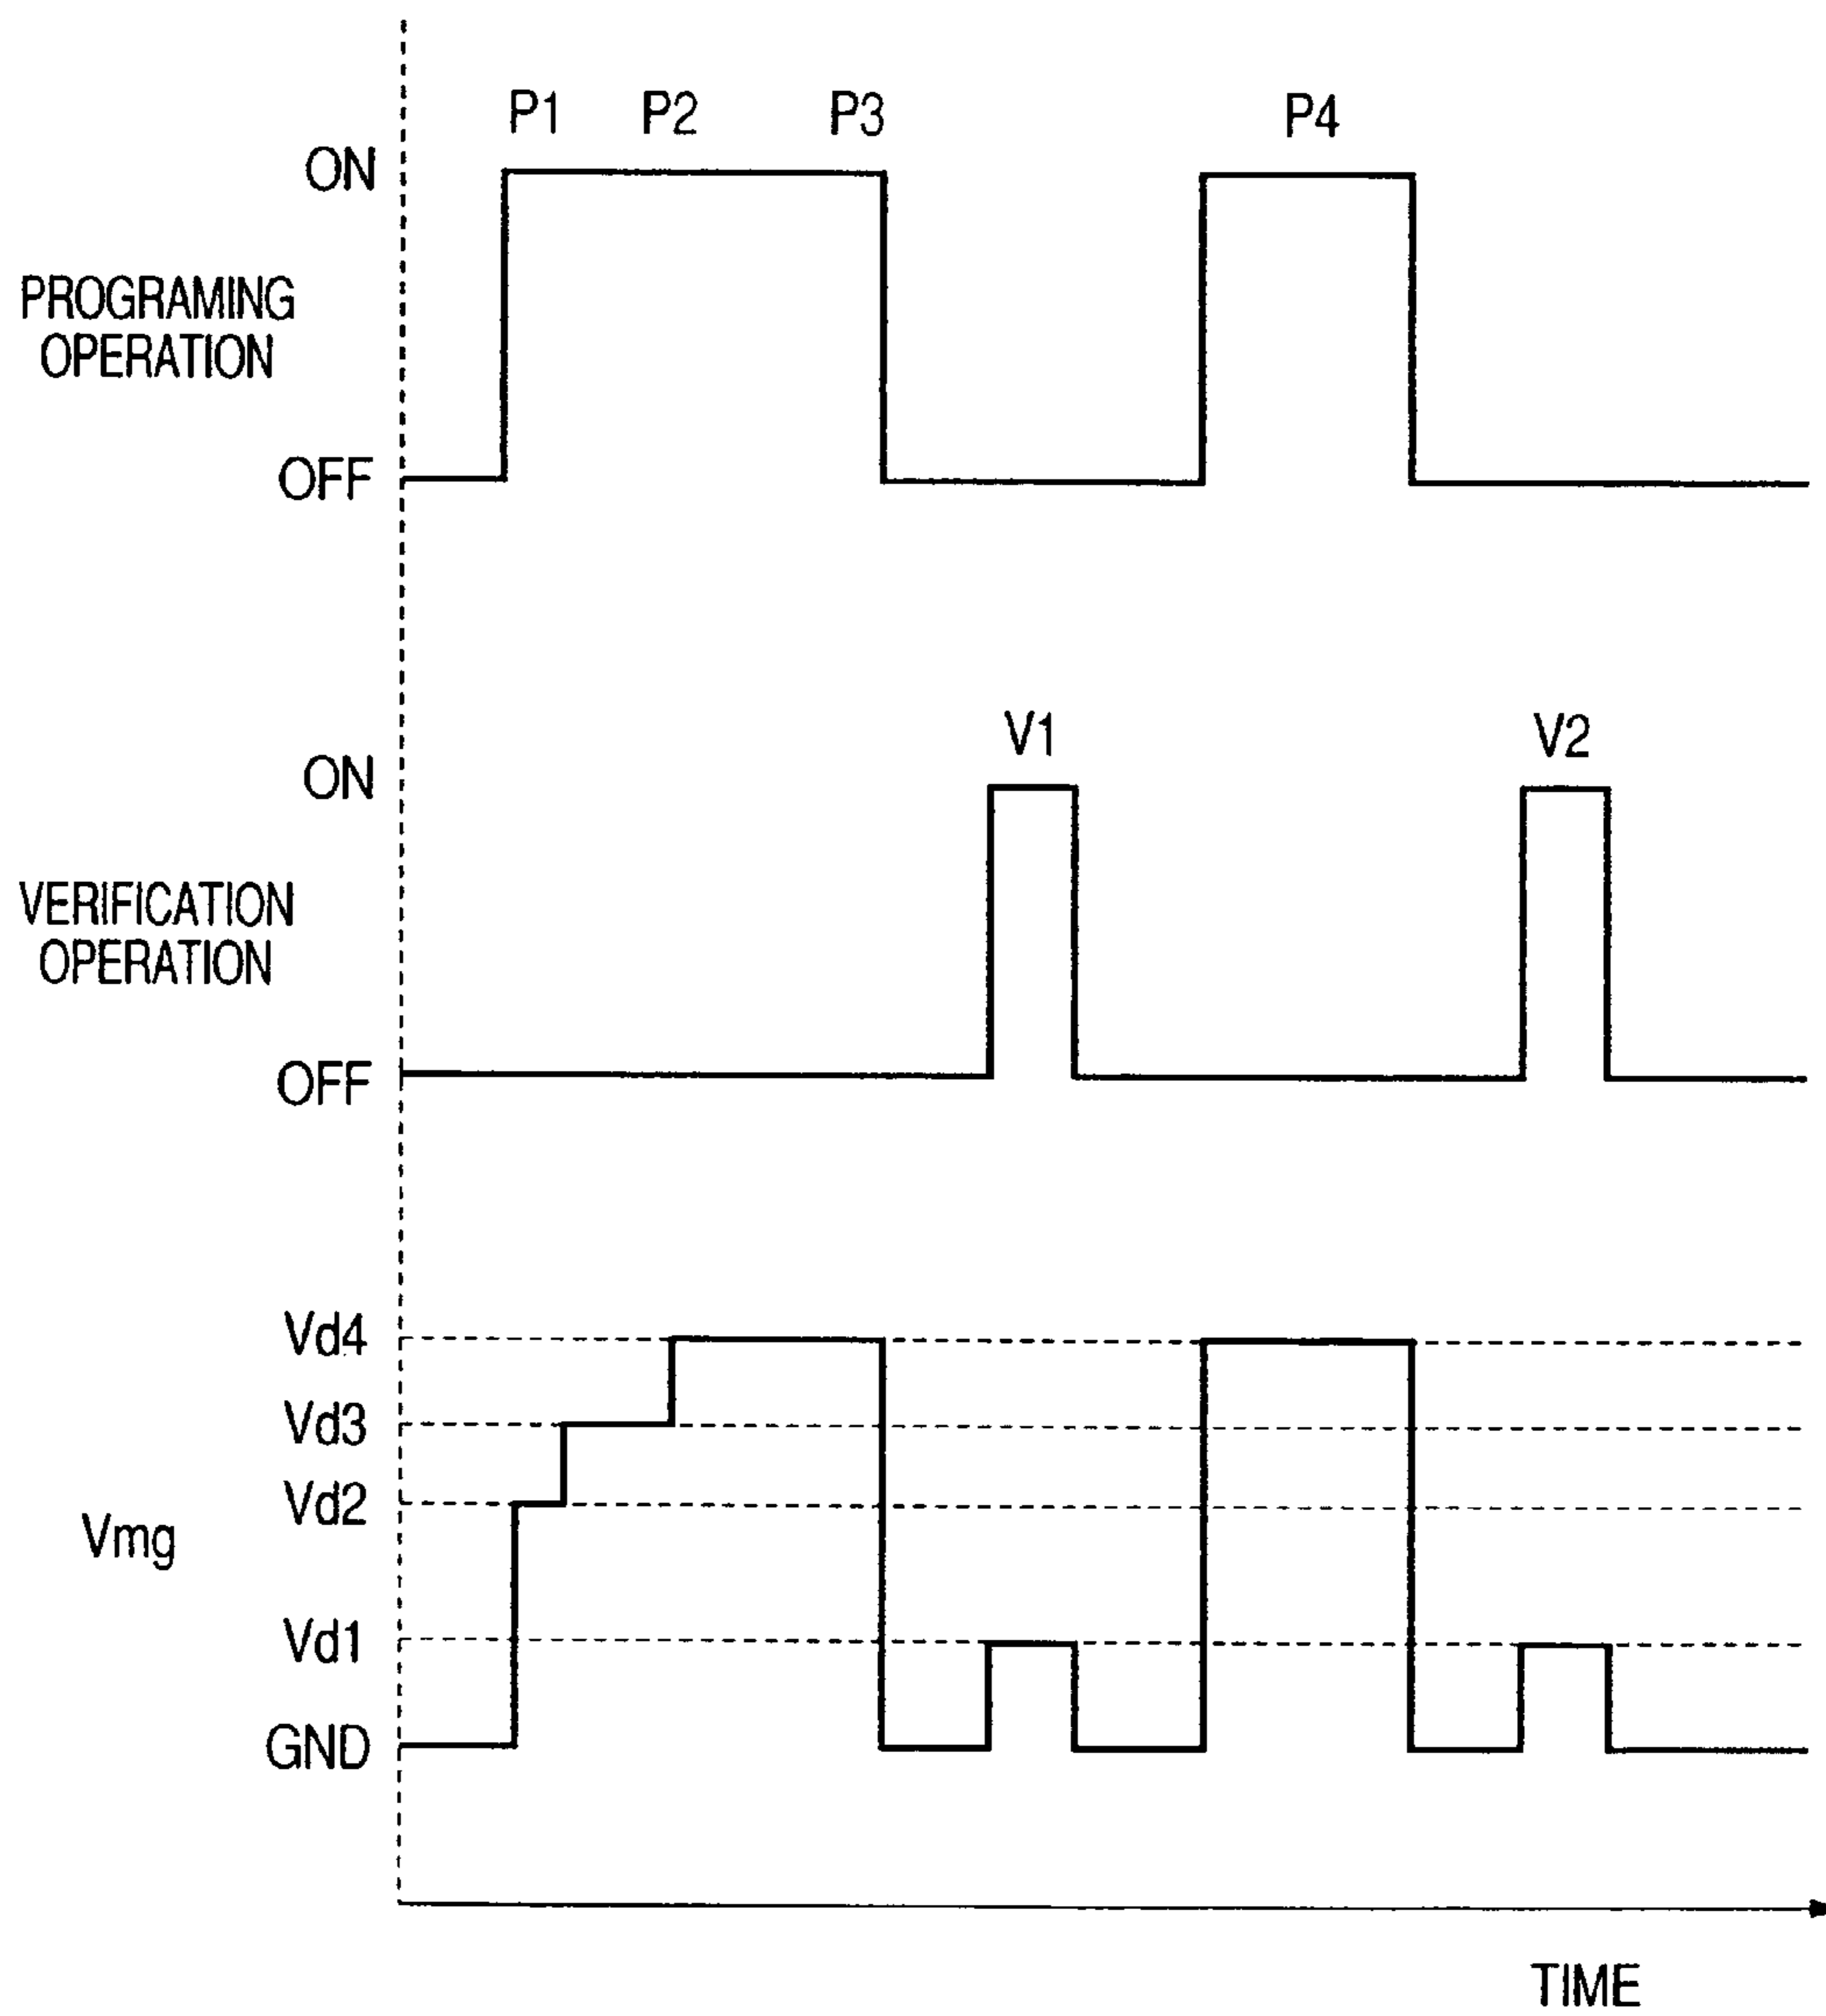 P1 P2 P3 P4
ON
PROGRAMING
OPERATION
OFF
V1 V2
ON
VERIFICATION
OPERATION
OFF
Vd4
Vd3
Vd2
Vmg
Vd1
GND
TIME